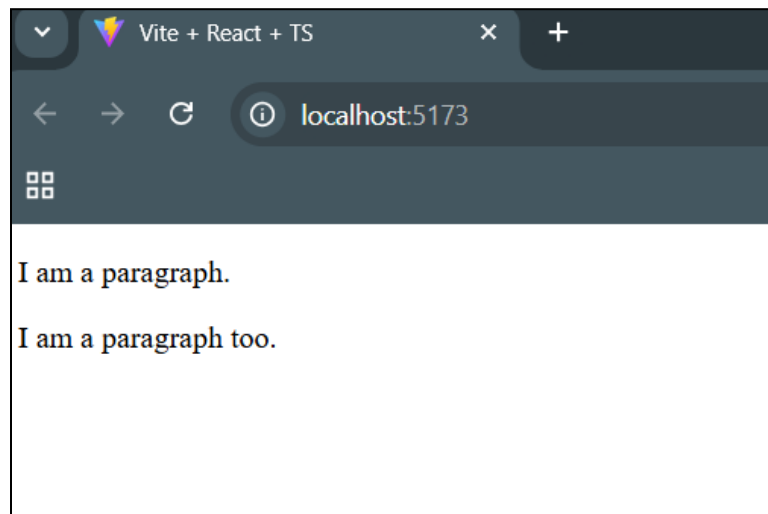 Vite + React + TS
localhost:5173
I am a paragraph.
I am a paragraph too.